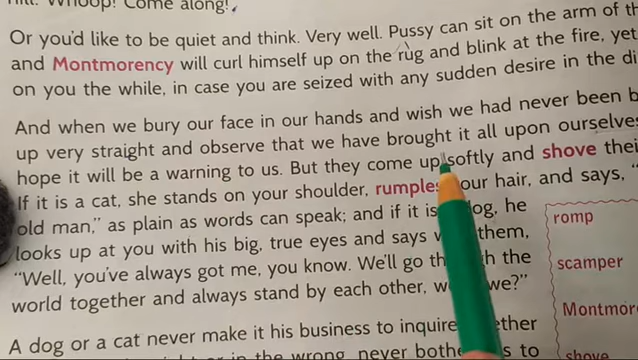 hill. Whoop! Come along!
Or you'd like to be quiet and think. Very well. Pussy can sit on the arm of
and Montmorency will curl himself up on the rug and blink at the fire, yet
on you the while, in case you are seized with any sudden desire in the
And when we bury our face in our hands and wish we had never been
up very straight and observe that we have brought it all upon ourselves
hope it will be a warning to us. But they come up softly and shove
If it is a cat, she stands on your shoulder, rumples your hair, and says,
old man," as plain as words can speak; and if it is dog, he
looks up at you with his big, true eyes and says them,
"Well, you've always got me, you know. We'll go the
world together and always stand by each other, we?"
A dog or a cat never make it his business to inquire
in the wrong, never to
romp
scamper
Montmor
shove